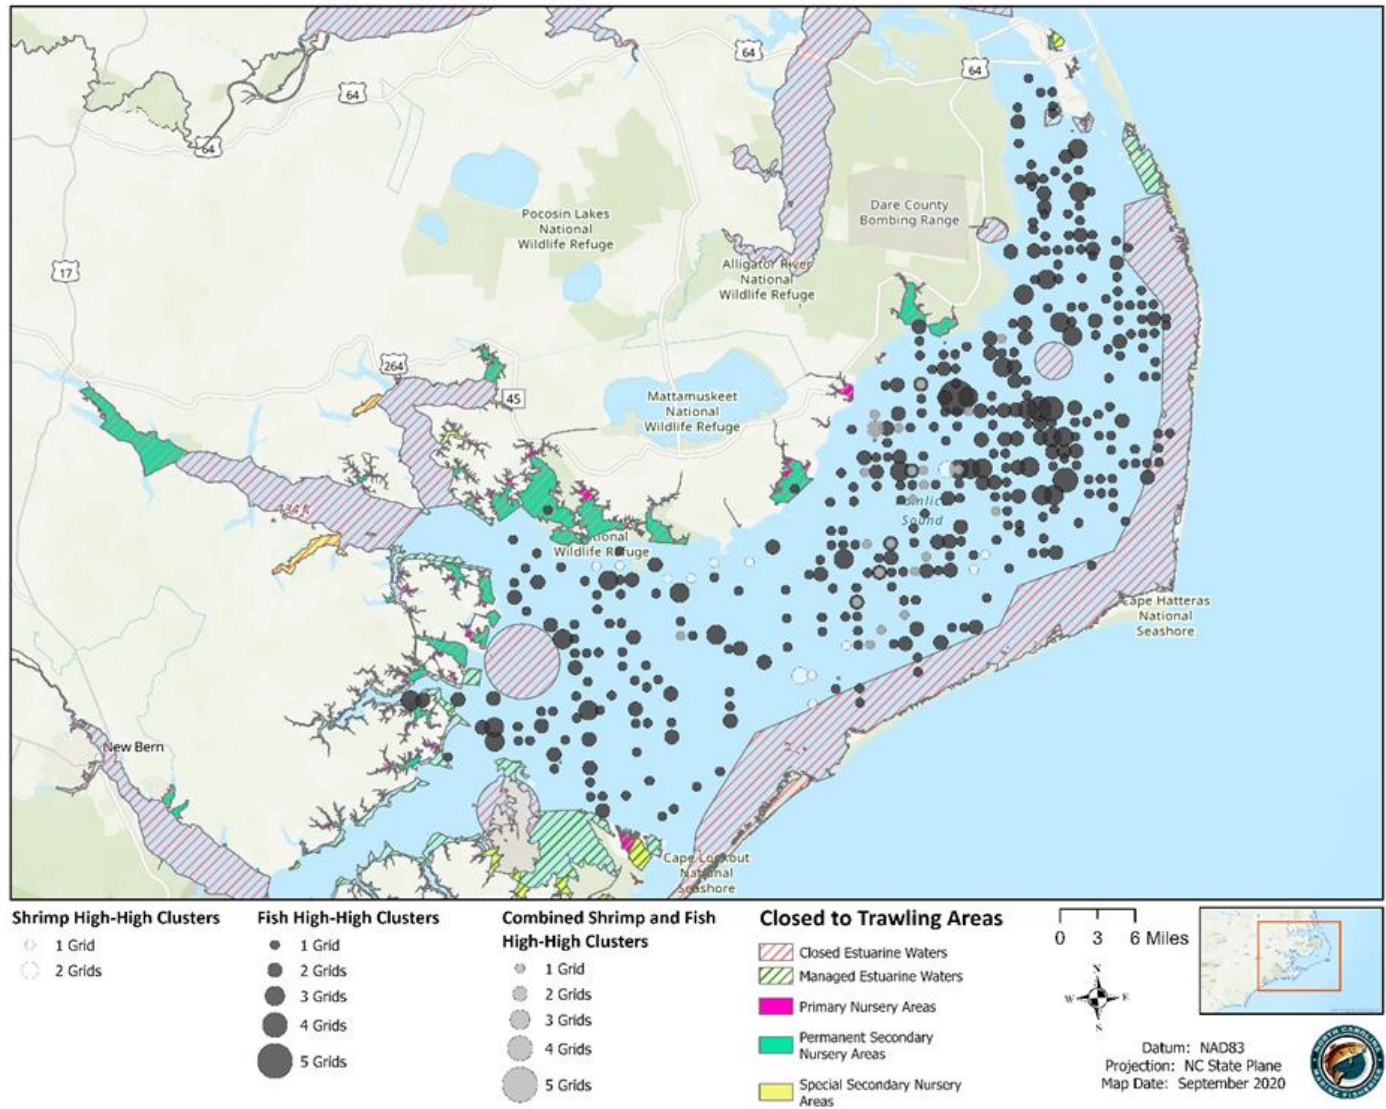 64
64
64
64
Dare County
Bombing Range
Pocosin Lakes
National
Wildlife Refuge
17
Alligator River
National
Wildlife Refuge
264
45
Mattamuskeet
National
Wildlife Refuge
Sound
Wildlife Refuge
Cape Hatteras
National
Seashore
New Bern
Cape Lookout
National
Seashore
Shrimp High-High Clusters
1 Grid
2 Grids
Fish High-High Clusters
1 Grid
2 Grids
3 Grids
4 Grids
5 Grids
Combined Shrimp and Fish
High-High Clusters
1 Grid
2 Grids
3 Grids
4 Grids
5 Grids
Closed to Trawling Areas
Closed Estuarine Waters
Managed Estuarine Waters
Primary Nursery Areas
Permanent Secondary
Nursery Areas
Special Secondary Nursery
Areas
0 3 6 Miles
N
W E
S
Datum: NAD83
Projection: NC State Plane
Map Date: September 2020
NORTH CAROLINA
MARINE FISHERIES